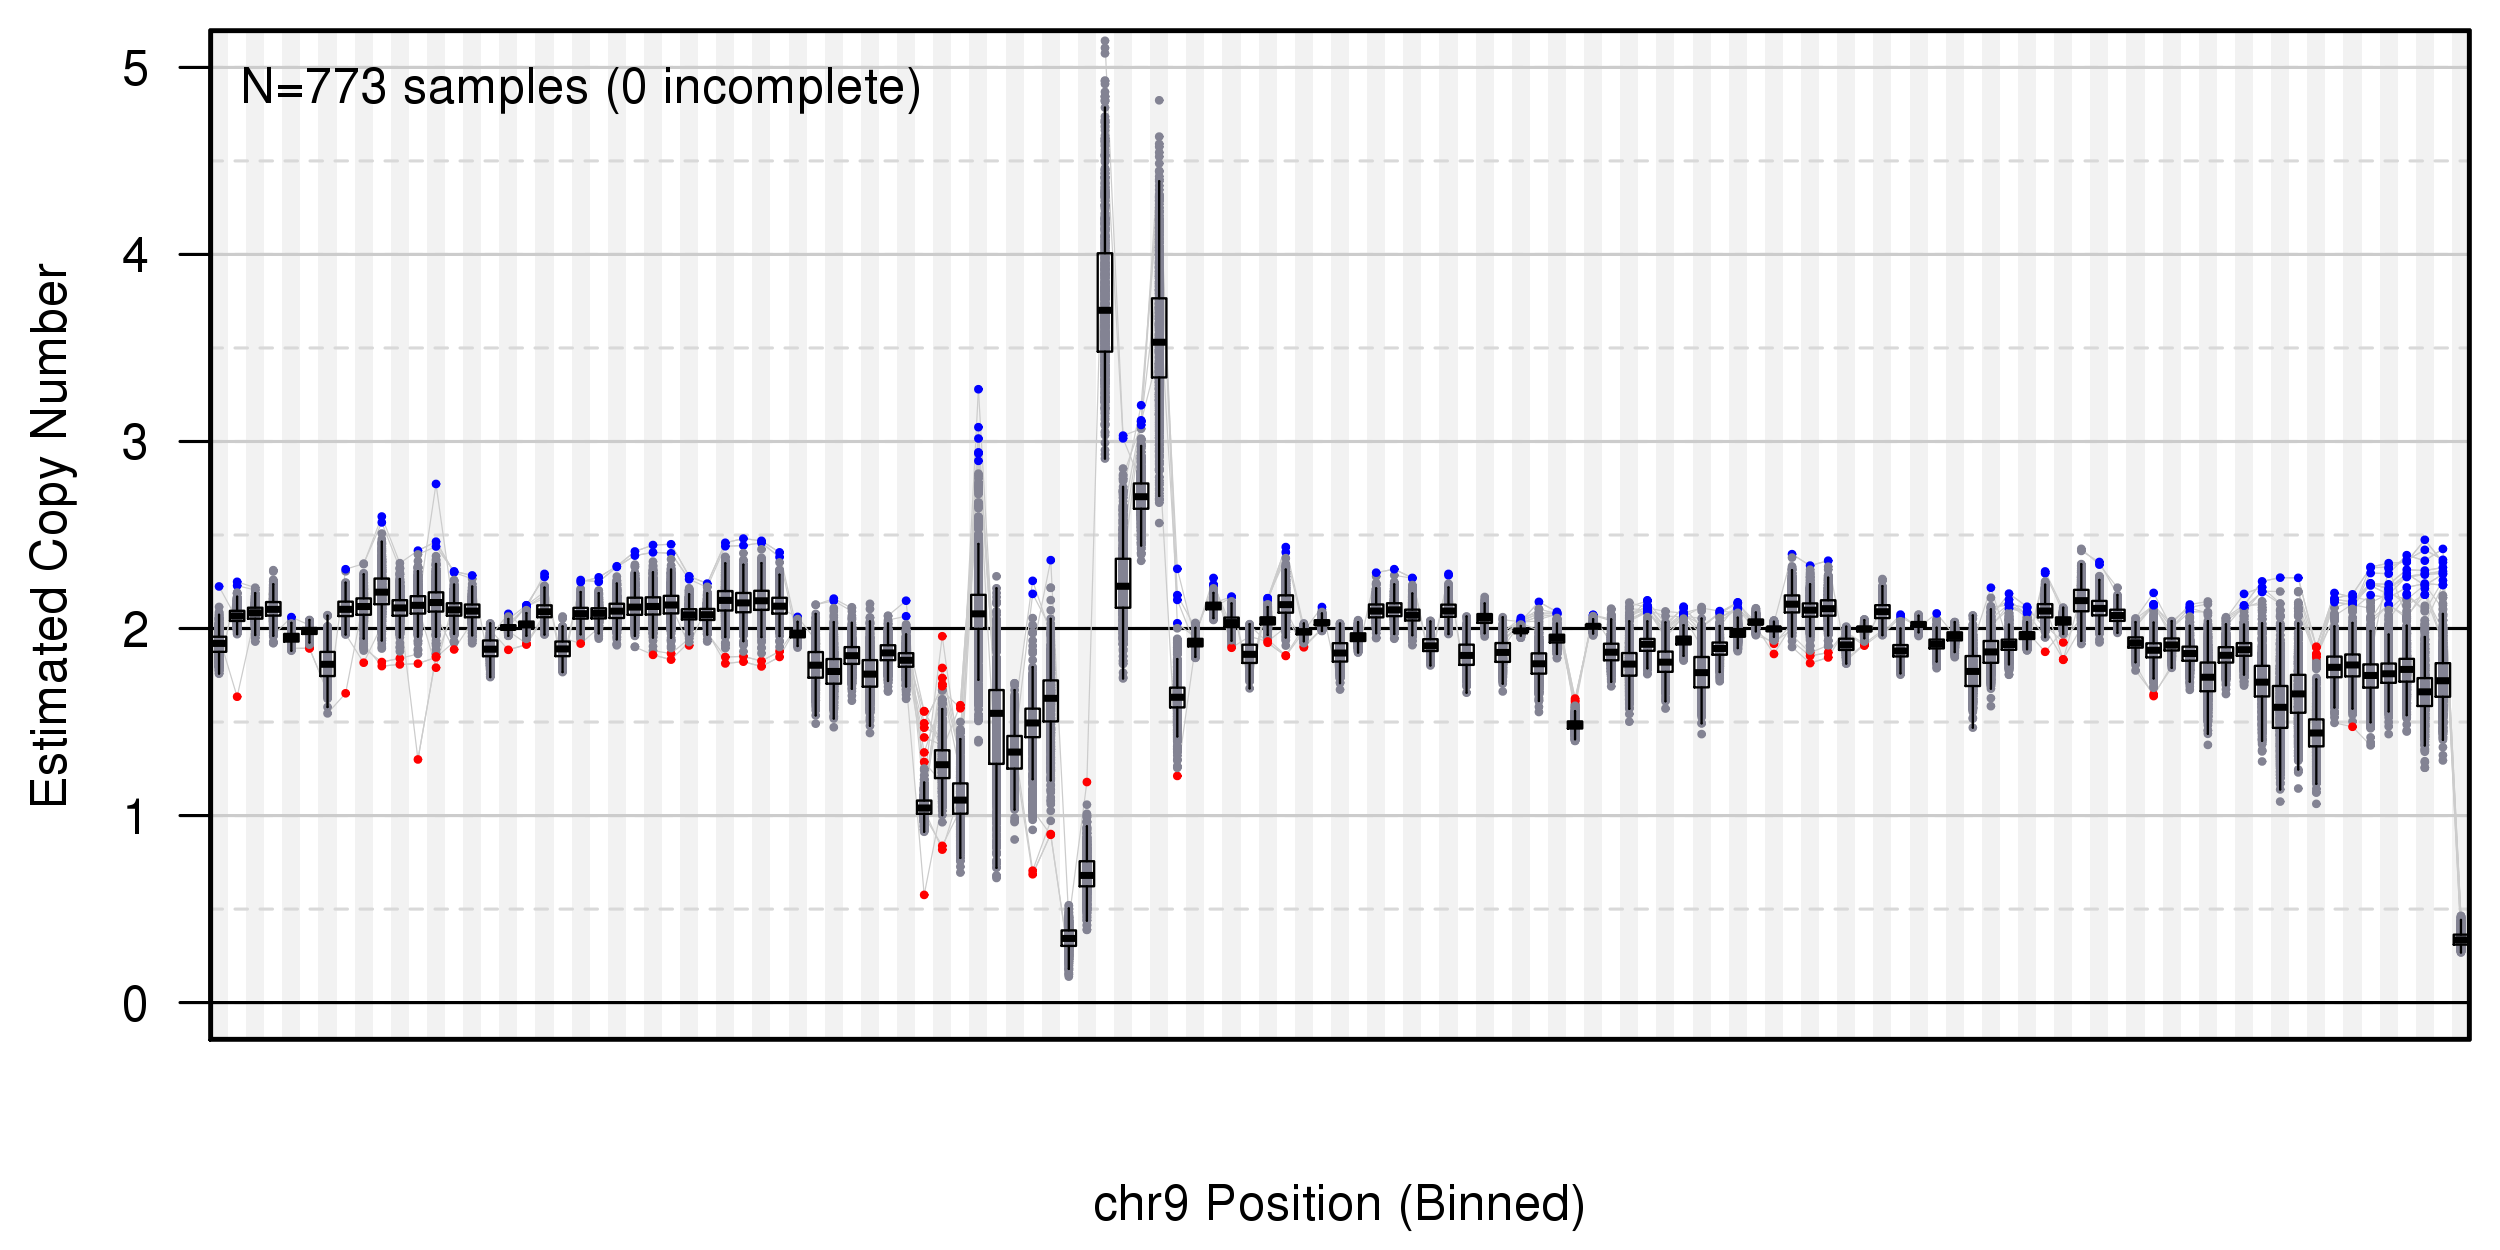 N=773 samples (0 incomplete)
5
4
3
2
1
0
Estimated Copy Number
chr9 Position (Binned)